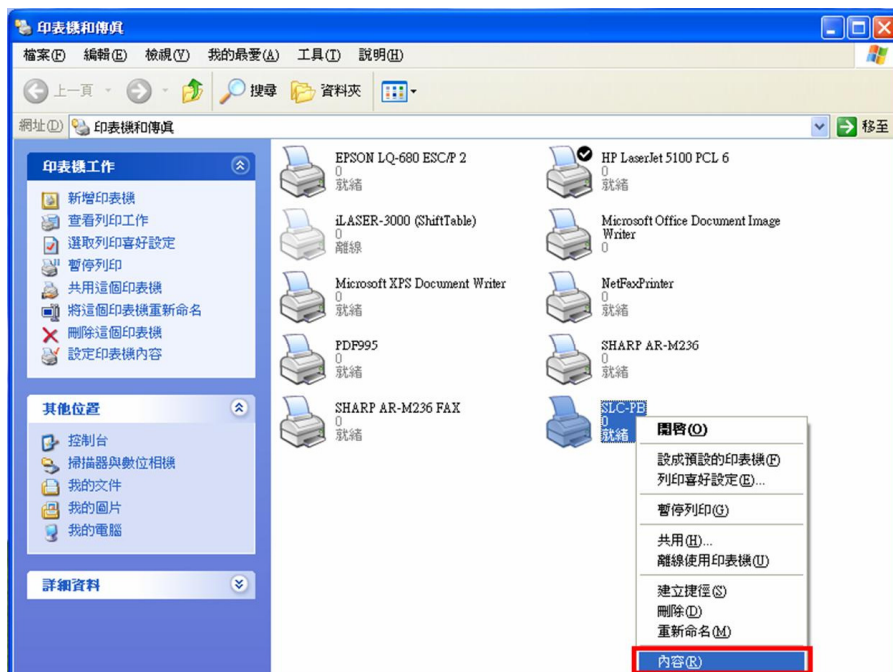 印表機和傳真
檔案(F) 編輯(E) 檢視(V) 我的最愛(A) 工具(T) 說明(H)
上一頁 搜尋 資料夾
網址(D) 印表機和傳真 移至
印表機工作
新增印表機
查看列印工作
選取列印喜好設定
暫停列印
共用這個印表機
將這個印表機重新命名
刪除這個印表機
設定印表機內容
其他位置
控制台
掃描器與數位相機
我的文件
我的圖片
我的電腦
詳細資料
EPSON LQ-680 ESC/P 2
0
就緒
HP LaserJet 5100 PCL 6
0
就緒
iLASER-3000 (ShiftTable)
0
離線
Microsoft Office Document Image
Writer
0
Microsoft XPS Document Writer
0
就緒
NetFaxPrinter
0
就緒
PDF995
0
就緒
SHARP AR-M236
0
就緒
SHARP AR-M236 FAX
0
就緒
SLC-PB
0
就緒
開啓(O)
設成預設的印表機(F)
列印喜好設定(E)...
暫停列印(G)
共用(H)...
離線使用印表機(U)
建立捷徑(S)
刪除(D)
重新命名(M)
內容(R)